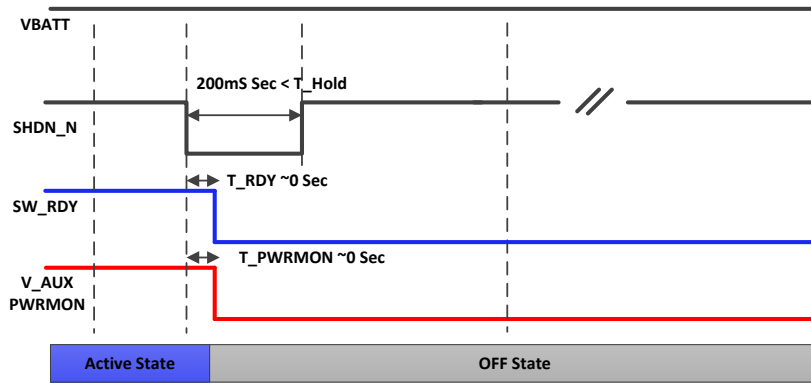 VBATT
200mS Sec < T_Hold
SHDN_N
T_RDY ~0 Sec
SW_RDY
T_PWRMON ~0 Sec
V_AUX
PWRMON
Active State
OFF State